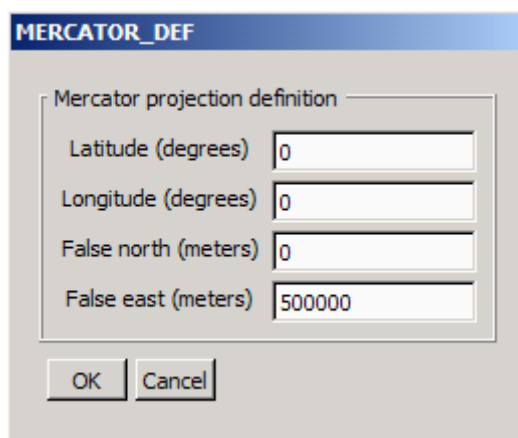 MERCATOR_DEF
Mercator projection definition
Latitude (degrees) 0
Longitude (degrees) 0
False north (meters) 0
False east (meters) 500000
OK Cancel